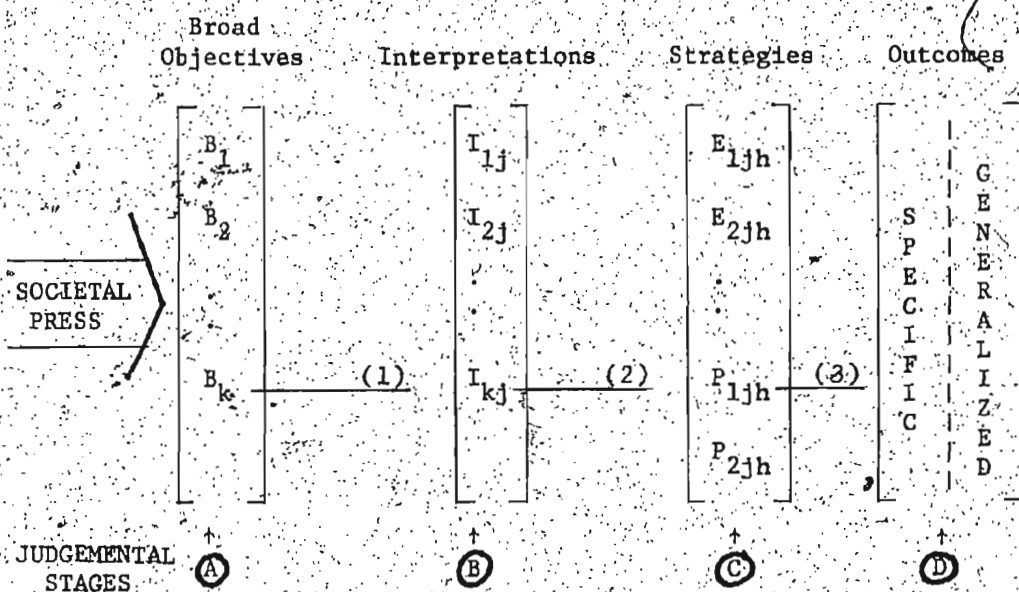 Broad
Objectives Interpretations Strategies Outcomes
B1 I1j E1jh
B2 I2j E2jh
SOCIETAL
PRESS
Bk (1) Ikj (2) P1jh (3)
P2jh
SPECIFIC
GENERALIZED
JUDGEMENTAL
STAGES
A B C D